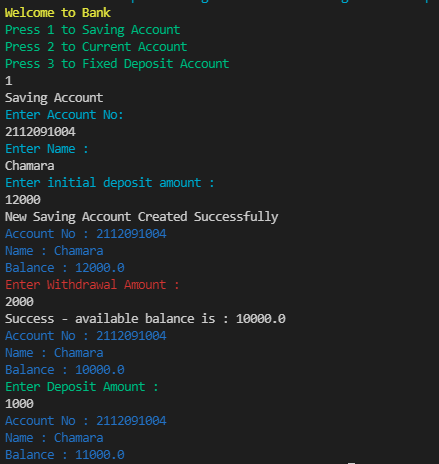 Welcome to Bank
Press 1 to Saving Account
Press 2 to Current Account
Press 3 to Fixed Deposit Account
1
Saving Account
Enter Account No:
2112091004
Enter Name :
Chamara
Enter initial deposit amount :
12000
New Saving Account Created Successfully
Account No : 2112091004
Name : Chamara
Balance : 12000.0
Enter Withdrawal Amount :
2000
Success - available balance is : 10000.0
Account No : 2112091004
Name : Chamara
Balance : 10000.0
Enter Deposit Amount :
1000
Account No : 2112091004
Name : Chamara
Balance : 11000.0